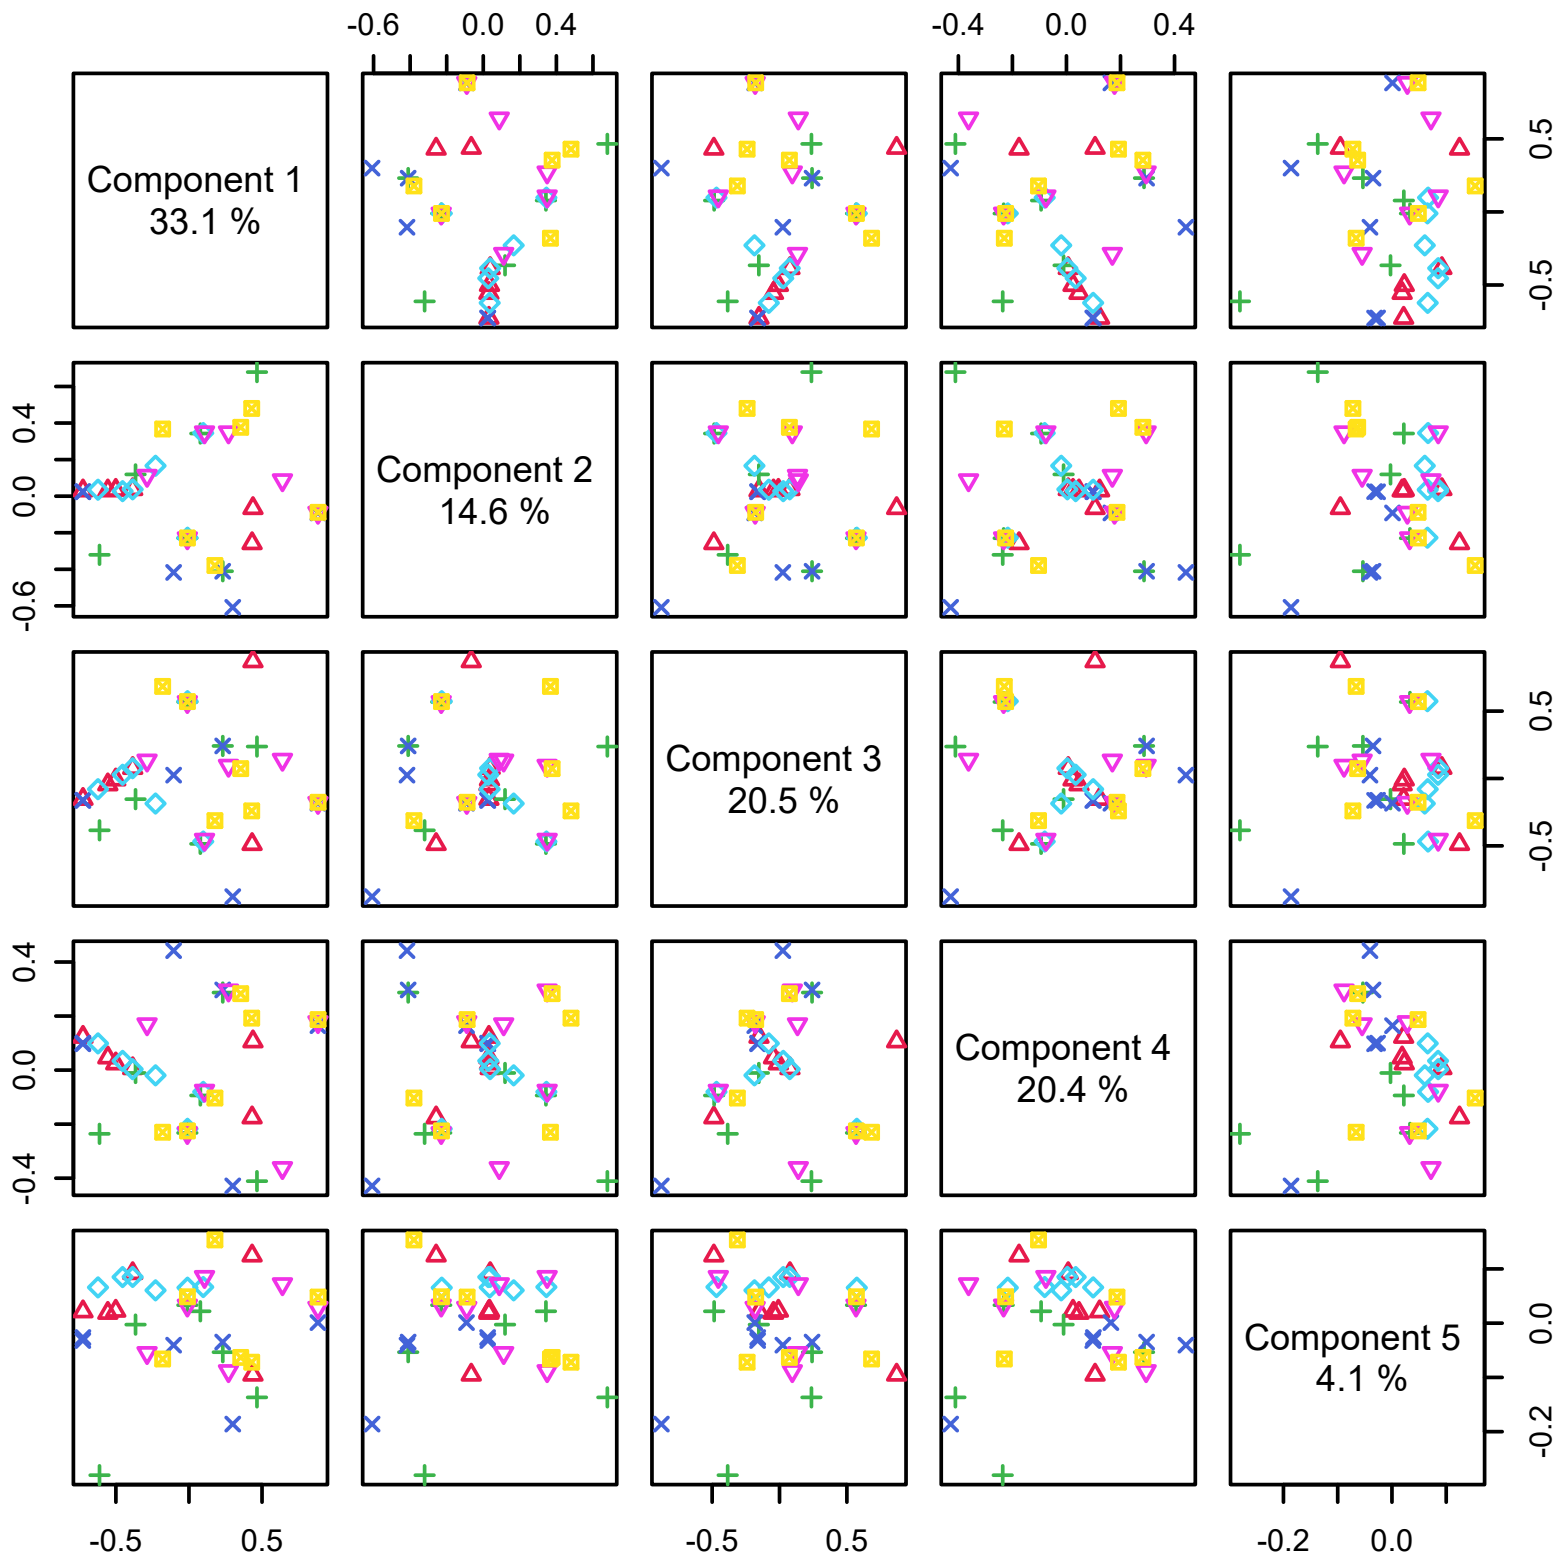 -0.6 0.0 0.4 -0.4 0.0 0.4
Component 1
33.1 %
-0.5 0.5
-0.6 0.0 0.4
Component 2
14.6 %
Component 3
20.5 %
-0.5 0.5
-0.4 0.0 0.4
Component 4
20.4 %
Component 5
4.1 %
-0.2 0.0
-0.5 0.5 -0.5 0.5 -0.2 0.0